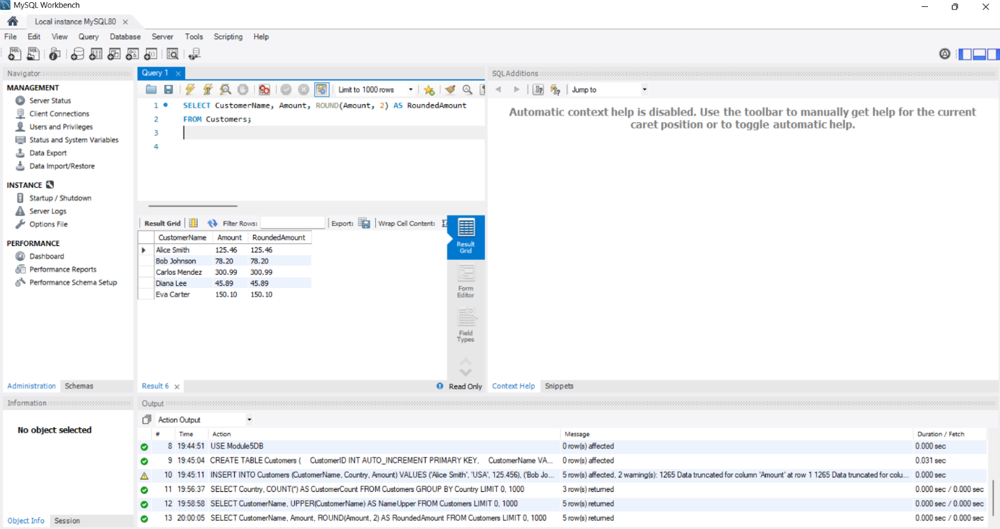 MySQL Workbench
Local instance MySQL80
File Edit View Query Database Server Tools Scripting Help
Navigator
MANAGEMENT
Server Status
Client Connections
Users and Privileges
Status and System Variables
Data Export
Data Import/Restore
INSTANCE
Startup / Shutdown
Server Logs
Options File
PERFORMANCE
Dashboard
Performance Reports
Performance Schema Setup
Administration Schemas
Query 1
Limit to 1000 rows
1 SELECT CustomerName, Amount, ROUND(Amount, 2) AS RoundedAmount
2 FROM Customers;
3
4
Result Grid Filter Rows: Export: Wrap Cell Content:
CustomerName Amount RoundedAmount
Alice Smith 125.46 125.46
Bob Johnson 78.20 78.20
Carlos Mendez 300.99 300.99
Diana Lee 45.89 45.89
Eva Carter 150.10 150.10
Result
Grid
Form
Editor
Field
Types
Result 6 Read Only
SQLAdditions
Jump to
Automatic context help is disabled. Use the toolbar to manually get help for the current
caret position or to toggle automatic help.
Context Help Snippets
Information
No object selected
Object Info Session
Output
Action Output
# Time Action Message Duration / Fetch
8 19:44:51 USE Module5DB 0 row(s) affected 0.000 sec
9 19:45:04 CREATE TABLE Customers ( CustomerID INT AUTO_INCREMENT PRIMARY KEY, CustomerName VA... 0 row(s) affected 0.031 sec
10 19:45:11 INSERT INTO Customers (CustomerName, Country, Amount) VALUES ('Alice Smith', 'USA', 125.456), ('Bob Jo... 5 row(s) affected, 2 warning(s): 1265 Data truncated for column 'Amount' at row 1 1265 Data truncated for colu... 0.000 sec
11 19:56:37 SELECT Country, COUNT(*) AS CustomerCount FROM Customers GROUP BY Country LIMIT 0, 1000 3 row(s) returned 0.000 sec / 0.000 sec
12 19:58:58 SELECT CustomerName, UPPER(CustomerName) AS NameUpper FROM Customers LIMIT 0, 1000 5 row(s) returned 0.000 sec / 0.000 sec
13 20:00:05 SELECT CustomerName, Amount, ROUND(Amount, 2) AS RoundedAmount FROM Customers LIMIT 0, 1000 5 row(s) returned 0.000 sec / 0.000 sec